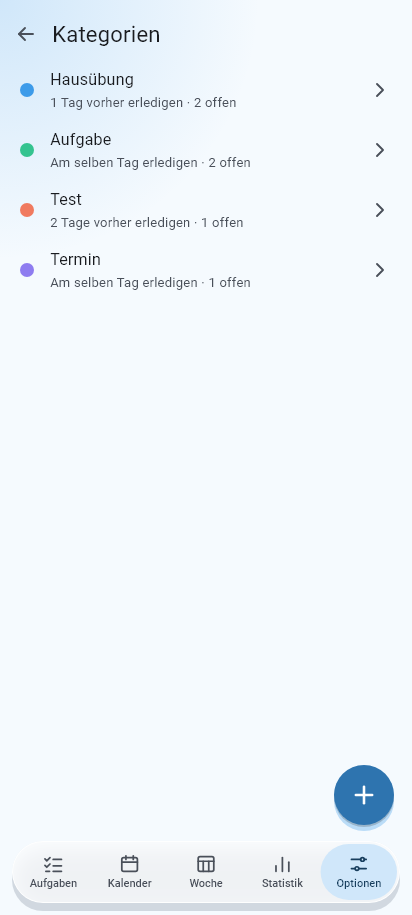 Kategorien
Hausübung
1 Tag vorher erledigen · 2 offen
Aufgabe
Am selben Tag erledigen · 2 offen
Test
2 Tage vorher erledigen · 1 offen
Termin
Am selben Tag erledigen · 1 offen
Aufgaben Kalender Woche Statistik Optionen